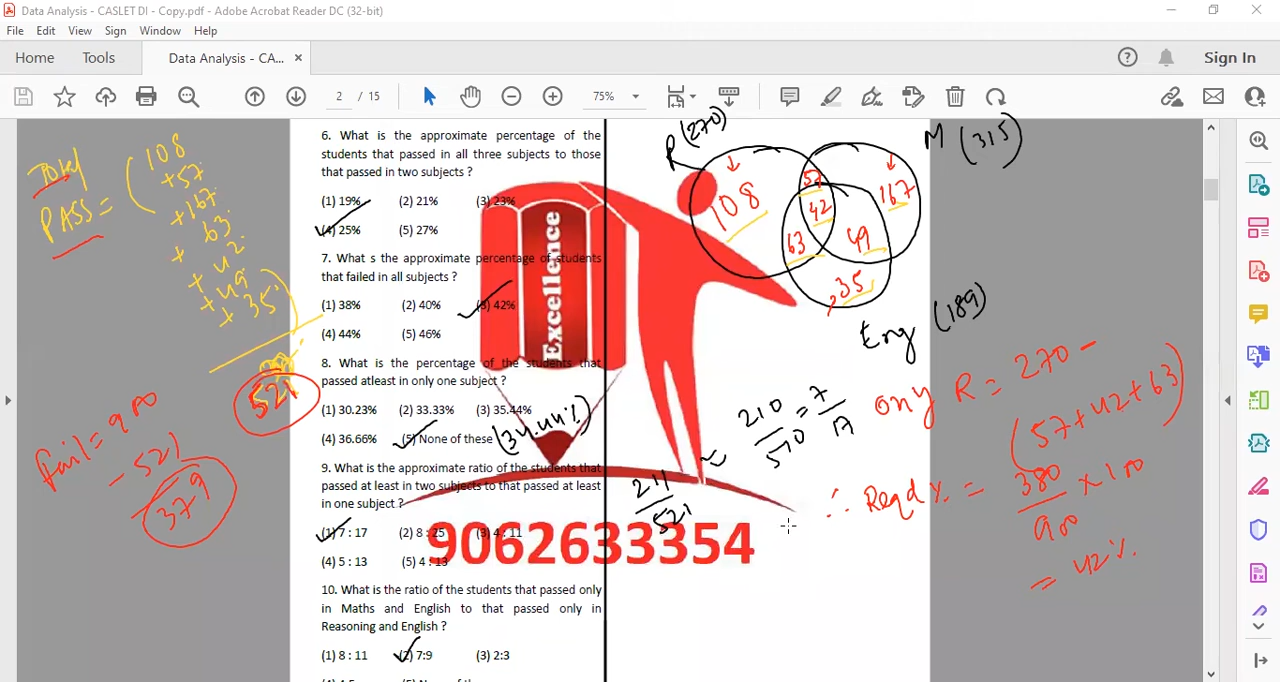 Data Analysis - CASLET DI - Copy.pdf - Adobe Acrobat Reader DC (32-bit)
File Edit View Sign Window Help
Home Tools Data Analysis - CA... × Sign In
2 / 15 75%
6. What is the approximate percentage of the
students that passed in all three subjects to those
that passed in two subjects ?
(1) 19% (2) 21% (3) 23%
(4) 25% (5) 27%
7. What s the approximate percentage of students
that failed in all subjects ?
(1) 38% (2) 40% (3) 42%
(4) 44% (5) 46%
8. What is the percentage of the students that
passed atleast in only one subject ?
(1) 30.23% (2) 33.33% (3) 35.44%
(4) 36.66% (5) None of these (34.44%)
9. What is the approximate ratio of the students that
passed at least in two subjects to that passed at least
in one subject ?
(1) 7 : 17 (2) 8 : 25 (3) 4 : 11
(4) 5 : 13 (5) 4 : 13
10. What is the ratio of the students that passed only
in Maths and English to that passed only in
Reasoning and English ?
(1) 8 : 11 (2) 7:9 (3) 2:3
Excellence
9062633354
Total
PASS = (108
+57
+167
63
+
+ 42
+ 49
+ 35)
521
fail = 900
- 521
379
R (270)
M (315)
Eng (189)
108
57
42
167
63
49
35
211
521
≈ 210
510
= 7
17
ony R = 270 -
(57+42+63)
∴ Reqd %. = 380
900
× 100
= 42%.